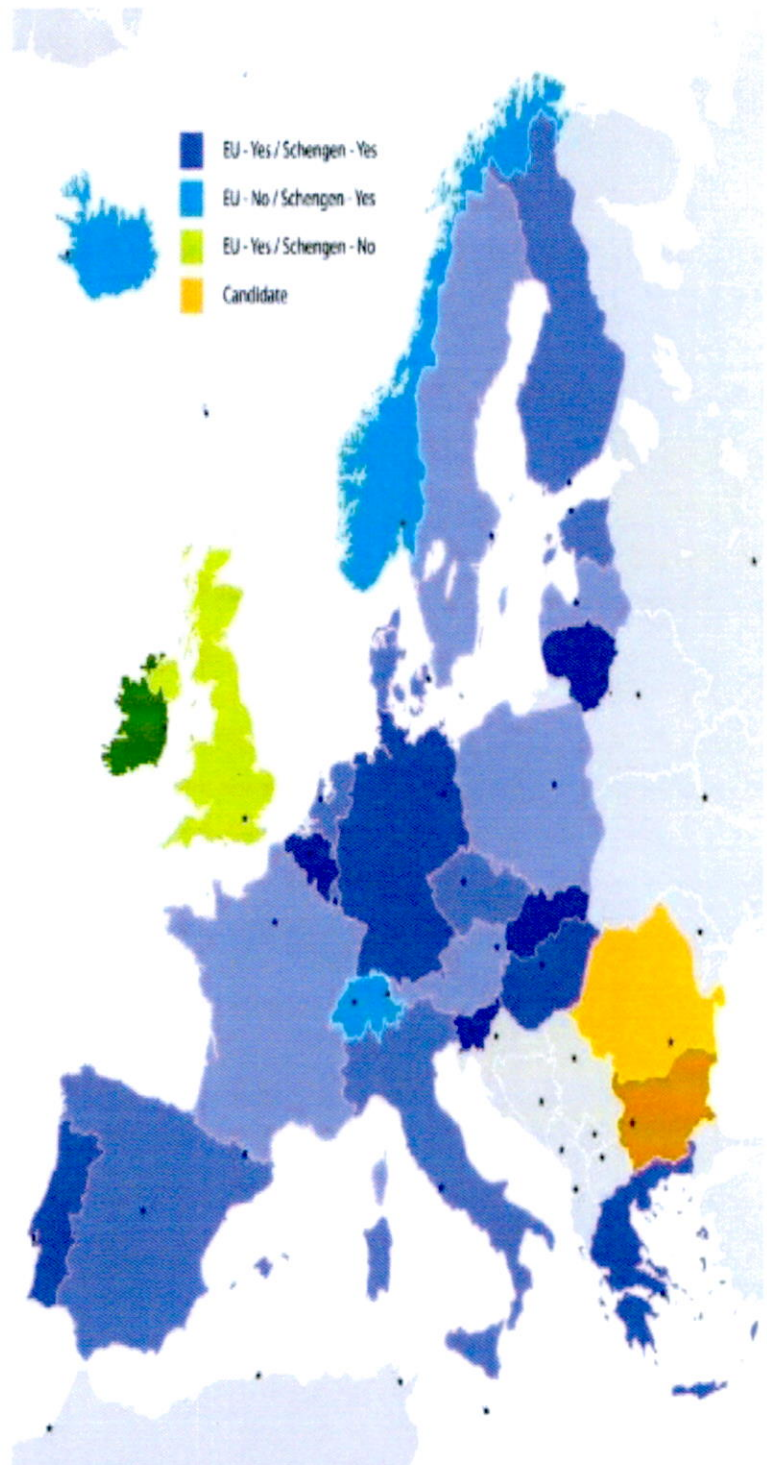 EU - Yes / Schengen - Yes
EU - No / Schengen - Yes
EU - Yes / Schengen - No
Candidate